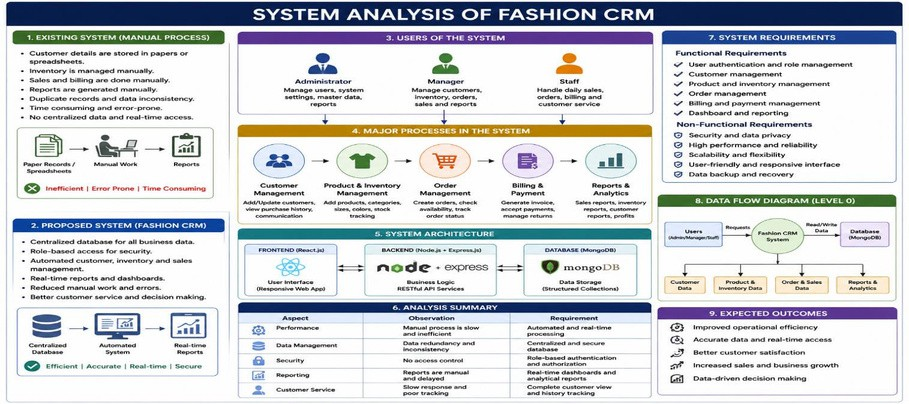 SYSTEM ANALYSIS OF FASHION CRM
1. EXISTING SYSTEM (MANUAL PROCESS)
• Customer details are stored in papers or
spreadsheets.
• Inventory is managed manually.
• Sales and billing are done manually.
• Reports are generated manually.
• Duplicate records and data inconsistency.
• Time consuming and error-prone.
• No centralized data and real-time access.
Paper Records /
Spreadsheets
Manual Work
Reports
Inefficient | Error Prone | Time Consuming
2. PROPOSED SYSTEM (FASHION CRM)
• Centralized database for all business data.
• Role-based access for security.
• Automated customer, inventory and sales
management.
• Real-time reports and dashboards.
• Reduced manual work and errors.
• Better customer service and decision making.
Centralized
Database
Automated
System
Real-time
Reports
Efficient | Accurate | Real-time | Secure
3. USERS OF THE SYSTEM
Administrator
Manage users, system
settings, master data,
reports
Manager
Manage customers,
inventory, orders,
sales and reports
Staff
Handle daily sales,
orders, billing and
customer service
4. MAJOR PROCESSES IN THE SYSTEM
Customer
Management
Add/Update customers,
view purchase history,
communication
Product & Inventory
Management
Add products, categories,
sizes, colors, stock
tracking
Order
Management
Create orders, check
availability, track
order status
Billing &
Payment
Generate invoice,
accept payments,
manage returns
Reports &
Analytics
Sales reports, inventory
reports, customer
reports, profits
5. SYSTEM ARCHITECTURE
FRONTEND (React.js)
User Interface
(Responsive Web App)
BACKEND (Node.js + Express.js)
node + express
Business Logic
RESTful API Services
DATABASE (MongoDB)
mongoDB
Data Storage
(Structured Collections)
6. ANALYSIS SUMMARY
Aspect Observation Requirement
Performance
Manual process is slow
and inefficient
Automated and real-time
processing
Data Management
Data redundancy and
inconsistency
Centralized and secure
database
Security
No access control
Role-based authentication
and authorization
Reporting
Reports are manual
and delayed
Real-time dashboards and
analytical reports
Customer Service
Slow response and
poor tracking
Complete customer view
and history tracking
7. SYSTEM REQUIREMENTS
Functional Requirements
User authentication and role management
Customer management
Product and inventory management
Order management
Billing and payment management
Dashboard and reporting
Non-Functional Requirements
Security and data privacy
High performance and reliability
Scalability and flexibility
User-friendly and responsive interface
Data backup and recovery
8. DATA FLOW DIAGRAM (LEVEL 0)
Users
(Admin/Manager/Staff)
Requests
Fashion CRM
System
Read/Write
Data
Database
(MongoDB)
Customer
Data
Product &
Inventory Data
Order & Sales
Data
Reports &
Analytics
9. EXPECTED OUTCOMES
Improved operational efficiency
Accurate data and real-time access
Better customer satisfaction
Increased sales and business growth
Data-driven decision making